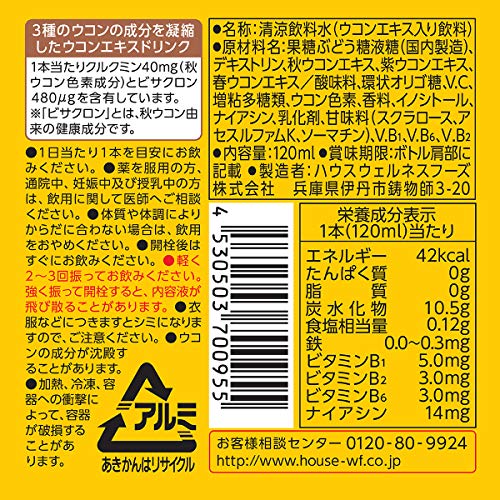 3種のウコンの成分を凝縮
したウコンエキスドリンク
1本当たりクルクミン40mg(秋
ウコン色素成分)とビサクロン
480μgを含有しています。
※「ビサクロン」とは、秋ウコン由
来の健康成分です。
●1日当たり1本を目安にお飲
みください。●薬を服用の方、
通院中、妊娠中及び授乳中の方
は、飲用に関して医師へご相談
ください。●体質や体調により
からだに合わない場合は、飲用
をおやめください。●開栓後は
すぐにお飲みください。●軽く
2〜3回振ってお飲みください。
強く振って開栓すると、内容液が
飛び散ることがあります。●衣
服などにつきますとシミになりま
すので、ご注意ください。●ウ
コンの成分が沈殿す
ることがあります。
●加熱、冷凍、容
器への衝撃に
よって、容器
が破損する
ことがあり
ます。
アルミ
あきかんはリサイクル
●名称:清涼飲料水(ウコンエキス入り飲料)
●原材料名:果糖ぶどう糖液糖(国内製造)、
デキストリン、秋ウコンエキス、紫ウコンエキス、
春ウコンエキス/酸味料、環状オリゴ糖、V.C、
増粘多糖類、ウコン色素、香料、イノシトール、
ナイアシン、乳化剤、甘味料(スクラロース、ア
セスルファムK、ソーマチン)、V.B1、V.B6、V.B2
●内容量:120ml●賞味期限:ボトル肩部に
記載●製造者:ハウスウェルネスフーズ
株式会社 兵庫県伊丹市鋳物師3-20
4 530503 700955
栄養成分表示
1本(120ml)当たり
エネルギー 42kcal
たんぱく質 0g
脂質 0g
炭水化物 10.5g
食塩相当量 0.12g
鉄 0.0〜0.3mg
ビタミンB1 5.0mg
ビタミンB2 3.0mg
ビタミンB6 3.0mg
ナイアシン 14mg
お客様相談センター 0120-80-9924
http://www.house-wf.co.jp/